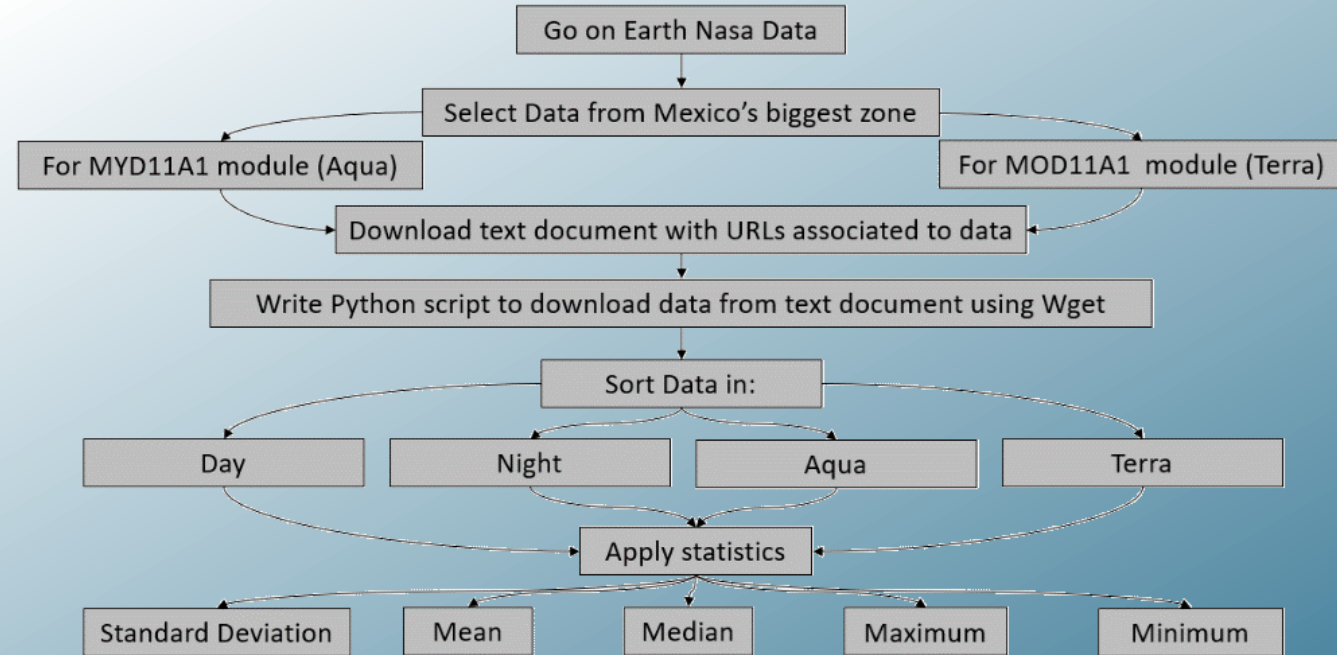 Go on Earth Nasa Data
Select Data from Mexico's biggest zone
For MYD11A1 module (Aqua)
For MOD11A1 module (Terra)
Download text document with URLs associated to data
Write Python script to download data from text document using Wget
Sort Data in:
Day
Night
Aqua
Terra
Apply statistics
Standard Deviation
Mean
Median
Maximum
Minimum